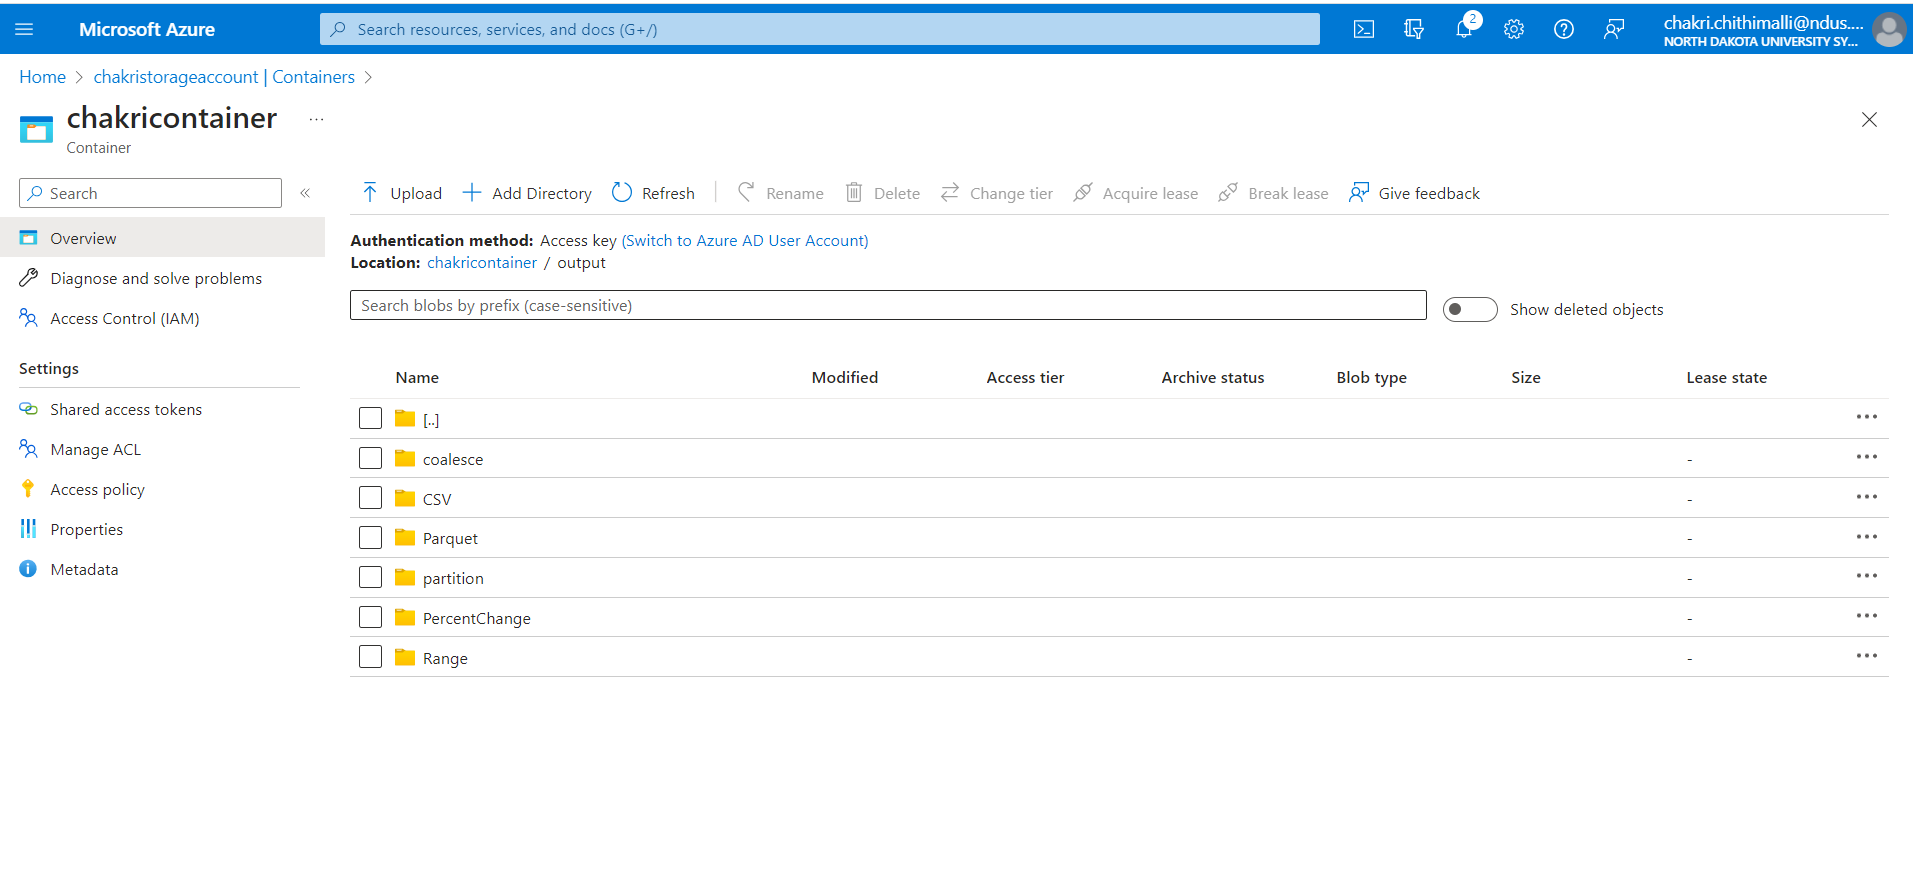 Microsoft Azure
Search resources, services, and docs (G+/)
2
chakri.chithimalli@ndus....
NORTH DAKOTA UNIVERSITY SY...
Home > chakristorageaccount | Containers >
chakricontainer ...
Container
Search «
Upload Add Directory Refresh Rename Delete Change tier Acquire lease Break lease Give feedback
Overview
Diagnose and solve problems
Access Control (IAM)
Settings
Shared access tokens
Manage ACL
Access policy
Properties
Metadata
Authentication method: Access key (Switch to Azure AD User Account)
Location: chakricontainer / output
Search blobs by prefix (case-sensitive)
Show deleted objects
Name Modified Access tier Archive status Blob type Size Lease state
[..] ...
coalesce - ...
CSV - ...
Parquet - ...
partition - ...
PercentChange - ...
Range - ...